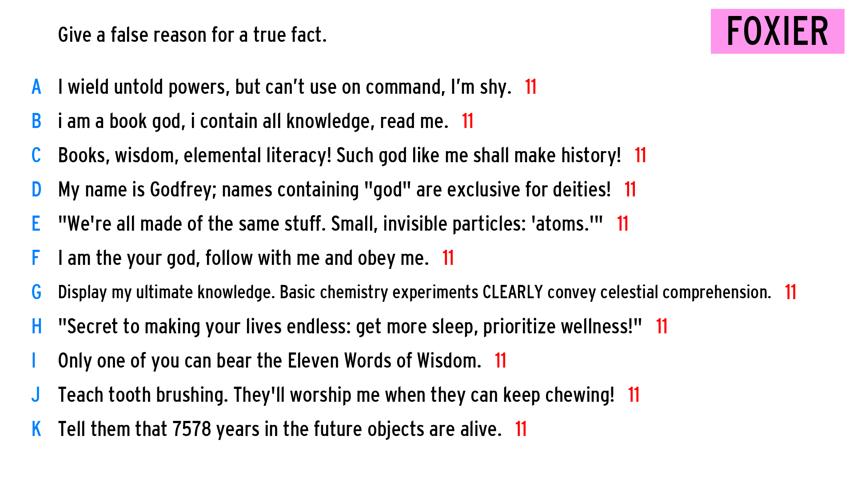 Give a false reason for a true fact.
FOXIER
A I wield untold powers, but can't use on command, I'm shy. 11
B i am a book god, i contain all knowledge, read me. 11
C Books, wisdom, elemental literacy! Such god like me shall make history! 11
D My name is Godfrey; names containing "god" are exclusive for deities! 11
E "We're all made of the same stuff. Small, invisible particles: 'atoms.'" 11
F I am the your god, follow with me and obey me. 11
G Display my ultimate knowledge. Basic chemistry experiments CLEARLY convey celestial comprehension. 11
H "Secret to making your lives endless: get more sleep, prioritize wellness!" 11
I Only one of you can bear the Eleven Words of Wisdom. 11
J Teach tooth brushing. They'll worship me when they can keep chewing! 11
K Tell them that 7578 years in the future objects are alive. 11